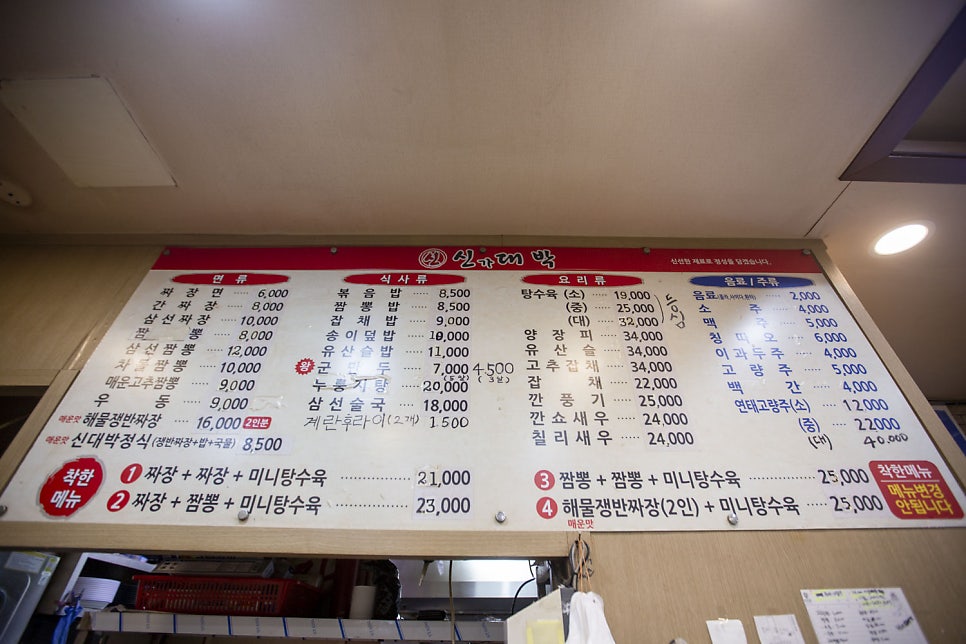 신가대박
신선한 재료로 정성을 담겠습니다.
면 류
짜 장 면 ····· 6,000
간 짜 장 ····· 8,000
삼선짜장 ····· 10,000
짬 뽕 ····· 8,000
삼선짬뽕 ····· 12,000
차돌짬뽕 ····· 10,000
매운고추짬뽕 ····· 9,000
우 동 ····· 9,000
매운맛 해물쟁반짜장 ····· 16,000 2인분
매운맛 신대박정식(쟁반짜장+밥+국물) 8,500
식 사 류
볶 음 밥 ····· 8,500
짬 뽕 밥 ····· 8,500
잡 채 밥 ····· 9,000
송이덮밥 ····· 10,000
유산슬밥 ····· 11,000
왕 군 만 두 ····· 7,000 4500
누룽지탕 ····· 20,000
삼선술국 ····· 18,000
계란후라이(2개) 1.500
요 리 류
탕수육 (소) ····· 19,000
(중) ····· 25,000
(대) ····· 32,000
등심
양 장 피 ····· 34,000
유 산 슬 ····· 34,000
고추잡채 ····· 34,000
잡 채 ····· 22,000
깐 풍 기 ····· 25,000
깐쇼새우 ····· 24,000
칠리새우 ····· 24,000
음료 / 주류
음료(콜라,사이다,환타) ····· 2,000
소 주 ····· 4,000
맥 주 ····· 5,000
칭 따 오 ····· 6,000
이과두주 ····· 4,000
고 량 주 ····· 5,000
백 간 ····· 4,000
연태고량주(소) ····· 12,000
(중) 22000
(대) 40.000
착한
메뉴
1 짜장 + 짜장 + 미니탕수육 ····· 21,000
2 짜장 + 짬뽕 + 미니탕수육 ····· 23,000
3 짬뽕 + 짬뽕 + 미니탕수육 ····· 25,000
4 해물쟁반짜장(2인) + 미니탕수육 ····· 25,000
매운맛
착한메뉴
메뉴변경
안됩니다